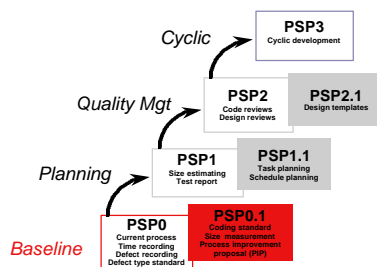 PSP3
Cyclic development
Cyclic
PSP2
Code reviews
Design reviews
PSP2.1
Design templates
Quality Mgt
PSP1
Size estimating
Test report
PSP1.1
Task planning
Schedule planning
Planning
PSP0
Current process
Time recording
Defect recording
Defect type standard
PSP0.1
Coding standard
Size measurement
Process improvement
proposal (PIP)
Baseline